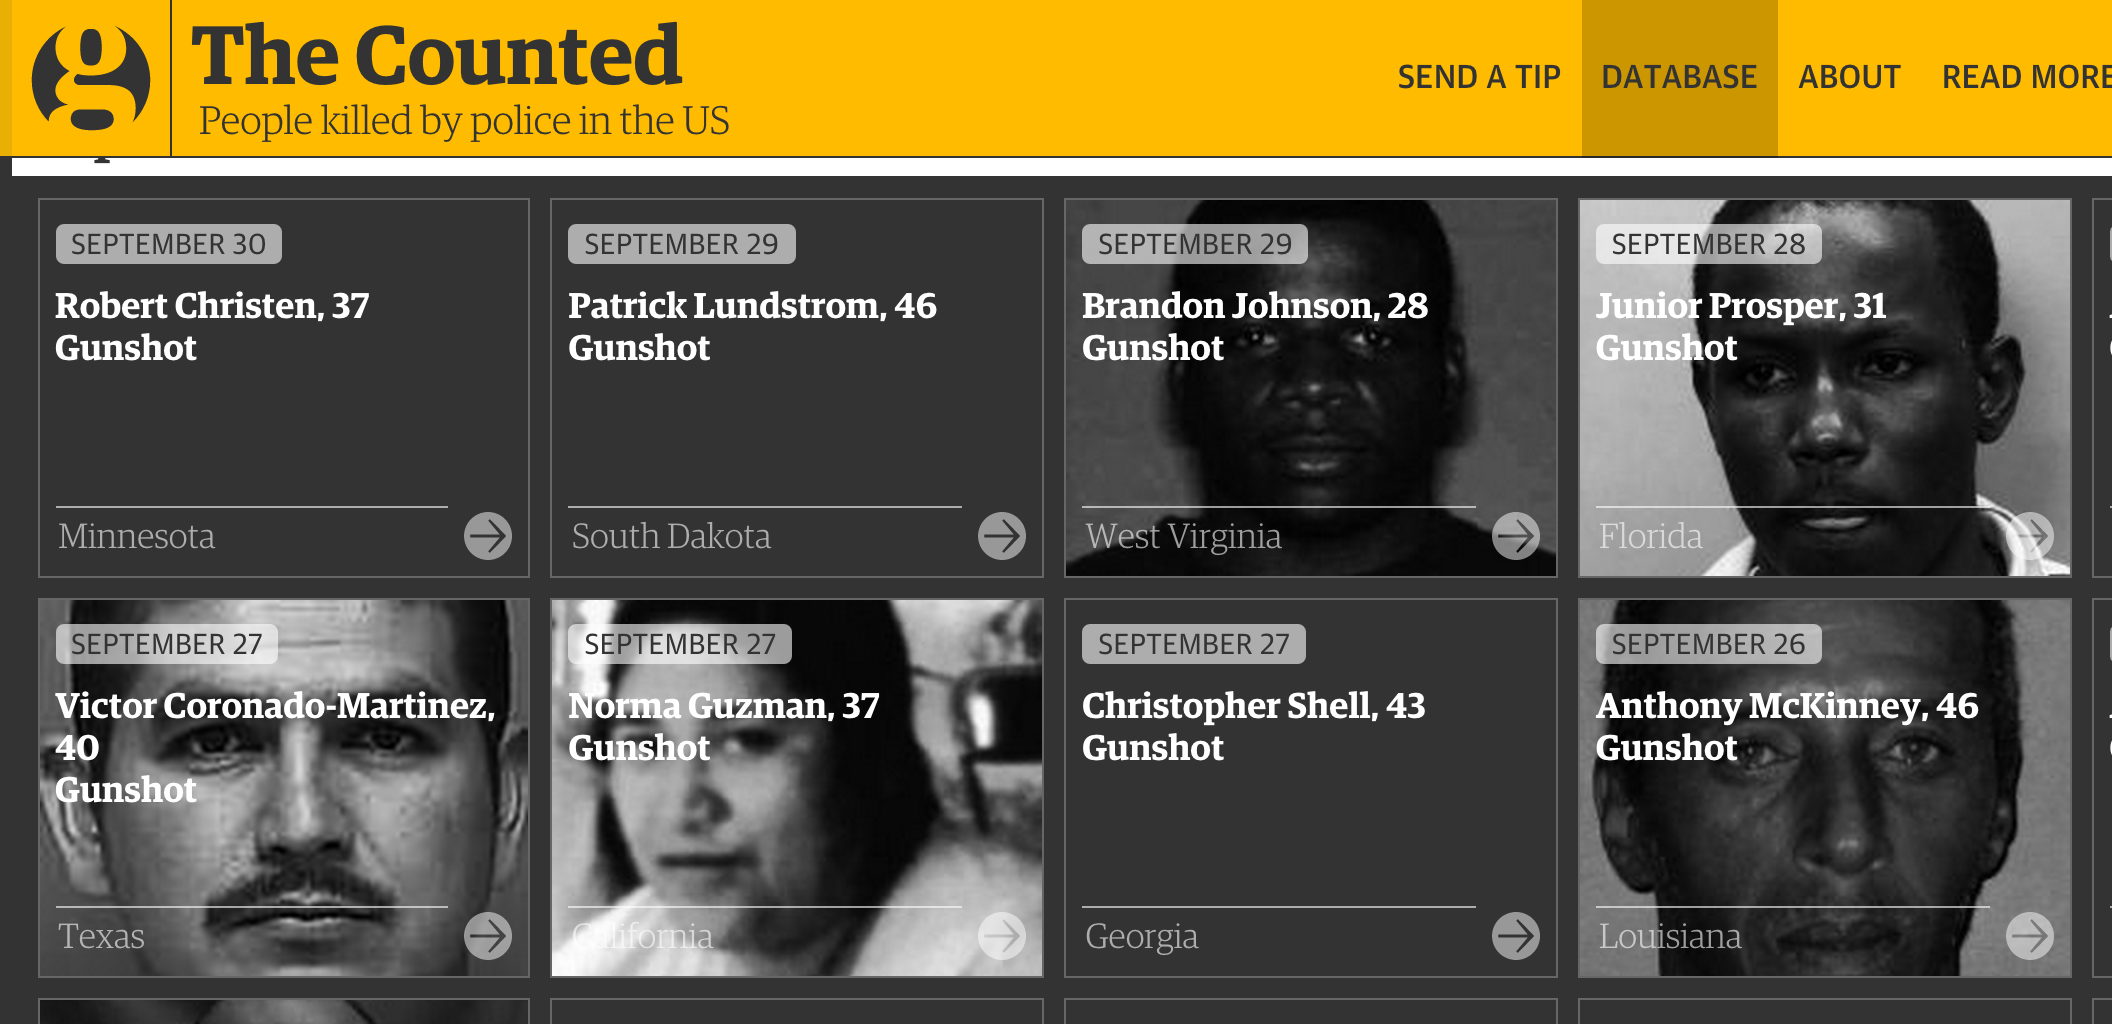 The Counted
People killed by police in the US
SEND A TIP
DATABASE
ABOUT
READ MORE
SEPTEMBER 30
Robert Christen, 37
Gunshot
Minnesota
SEPTEMBER 29
Patrick Lundstrom, 46
Gunshot
South Dakota
SEPTEMBER 29
Brandon Johnson, 28
Gunshot
West Virginia
SEPTEMBER 28
Junior Prosper, 31
Gunshot
Florida
SEPTEMBER 27
Victor Coronado-Martinez,
40
Gunshot
Texas
SEPTEMBER 27
Norma Guzman, 37
Gunshot
California
SEPTEMBER 27
Christopher Shell, 43
Gunshot
Georgia
SEPTEMBER 26
Anthony McKinney, 46
Gunshot
Louisiana